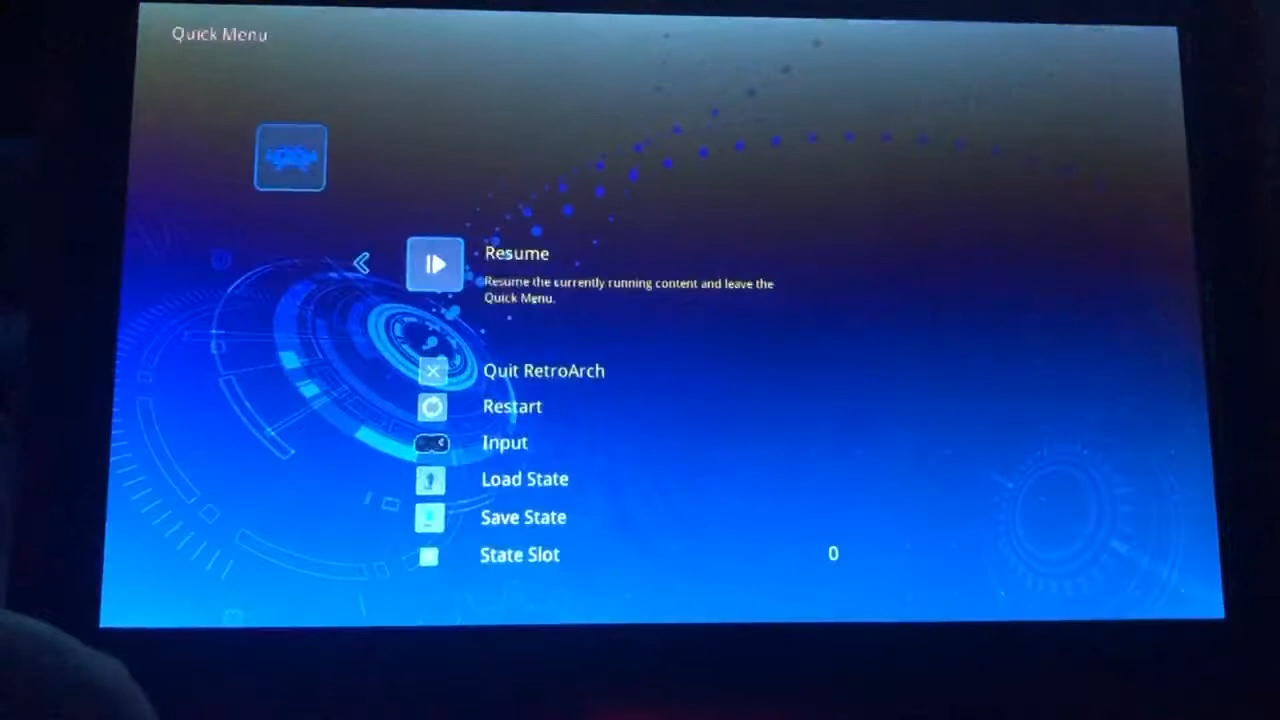 Quick Menu
Resume
Resume the currently running content and leave the
Quick Menu.
Quit RetroArch
Restart
Input
Load State
Save State
State Slot 0